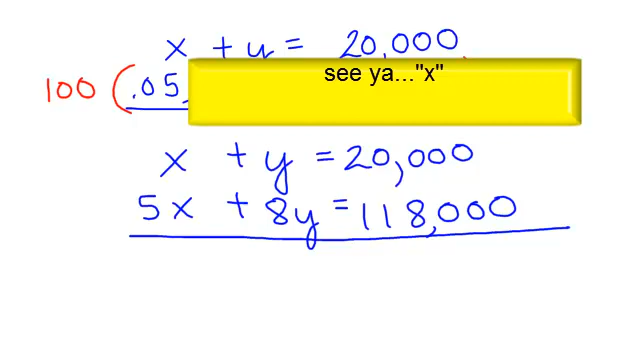 x + y = 20,000
100 (.05
see ya..."x"
x + y = 20,000
5x + 8y = 118,000